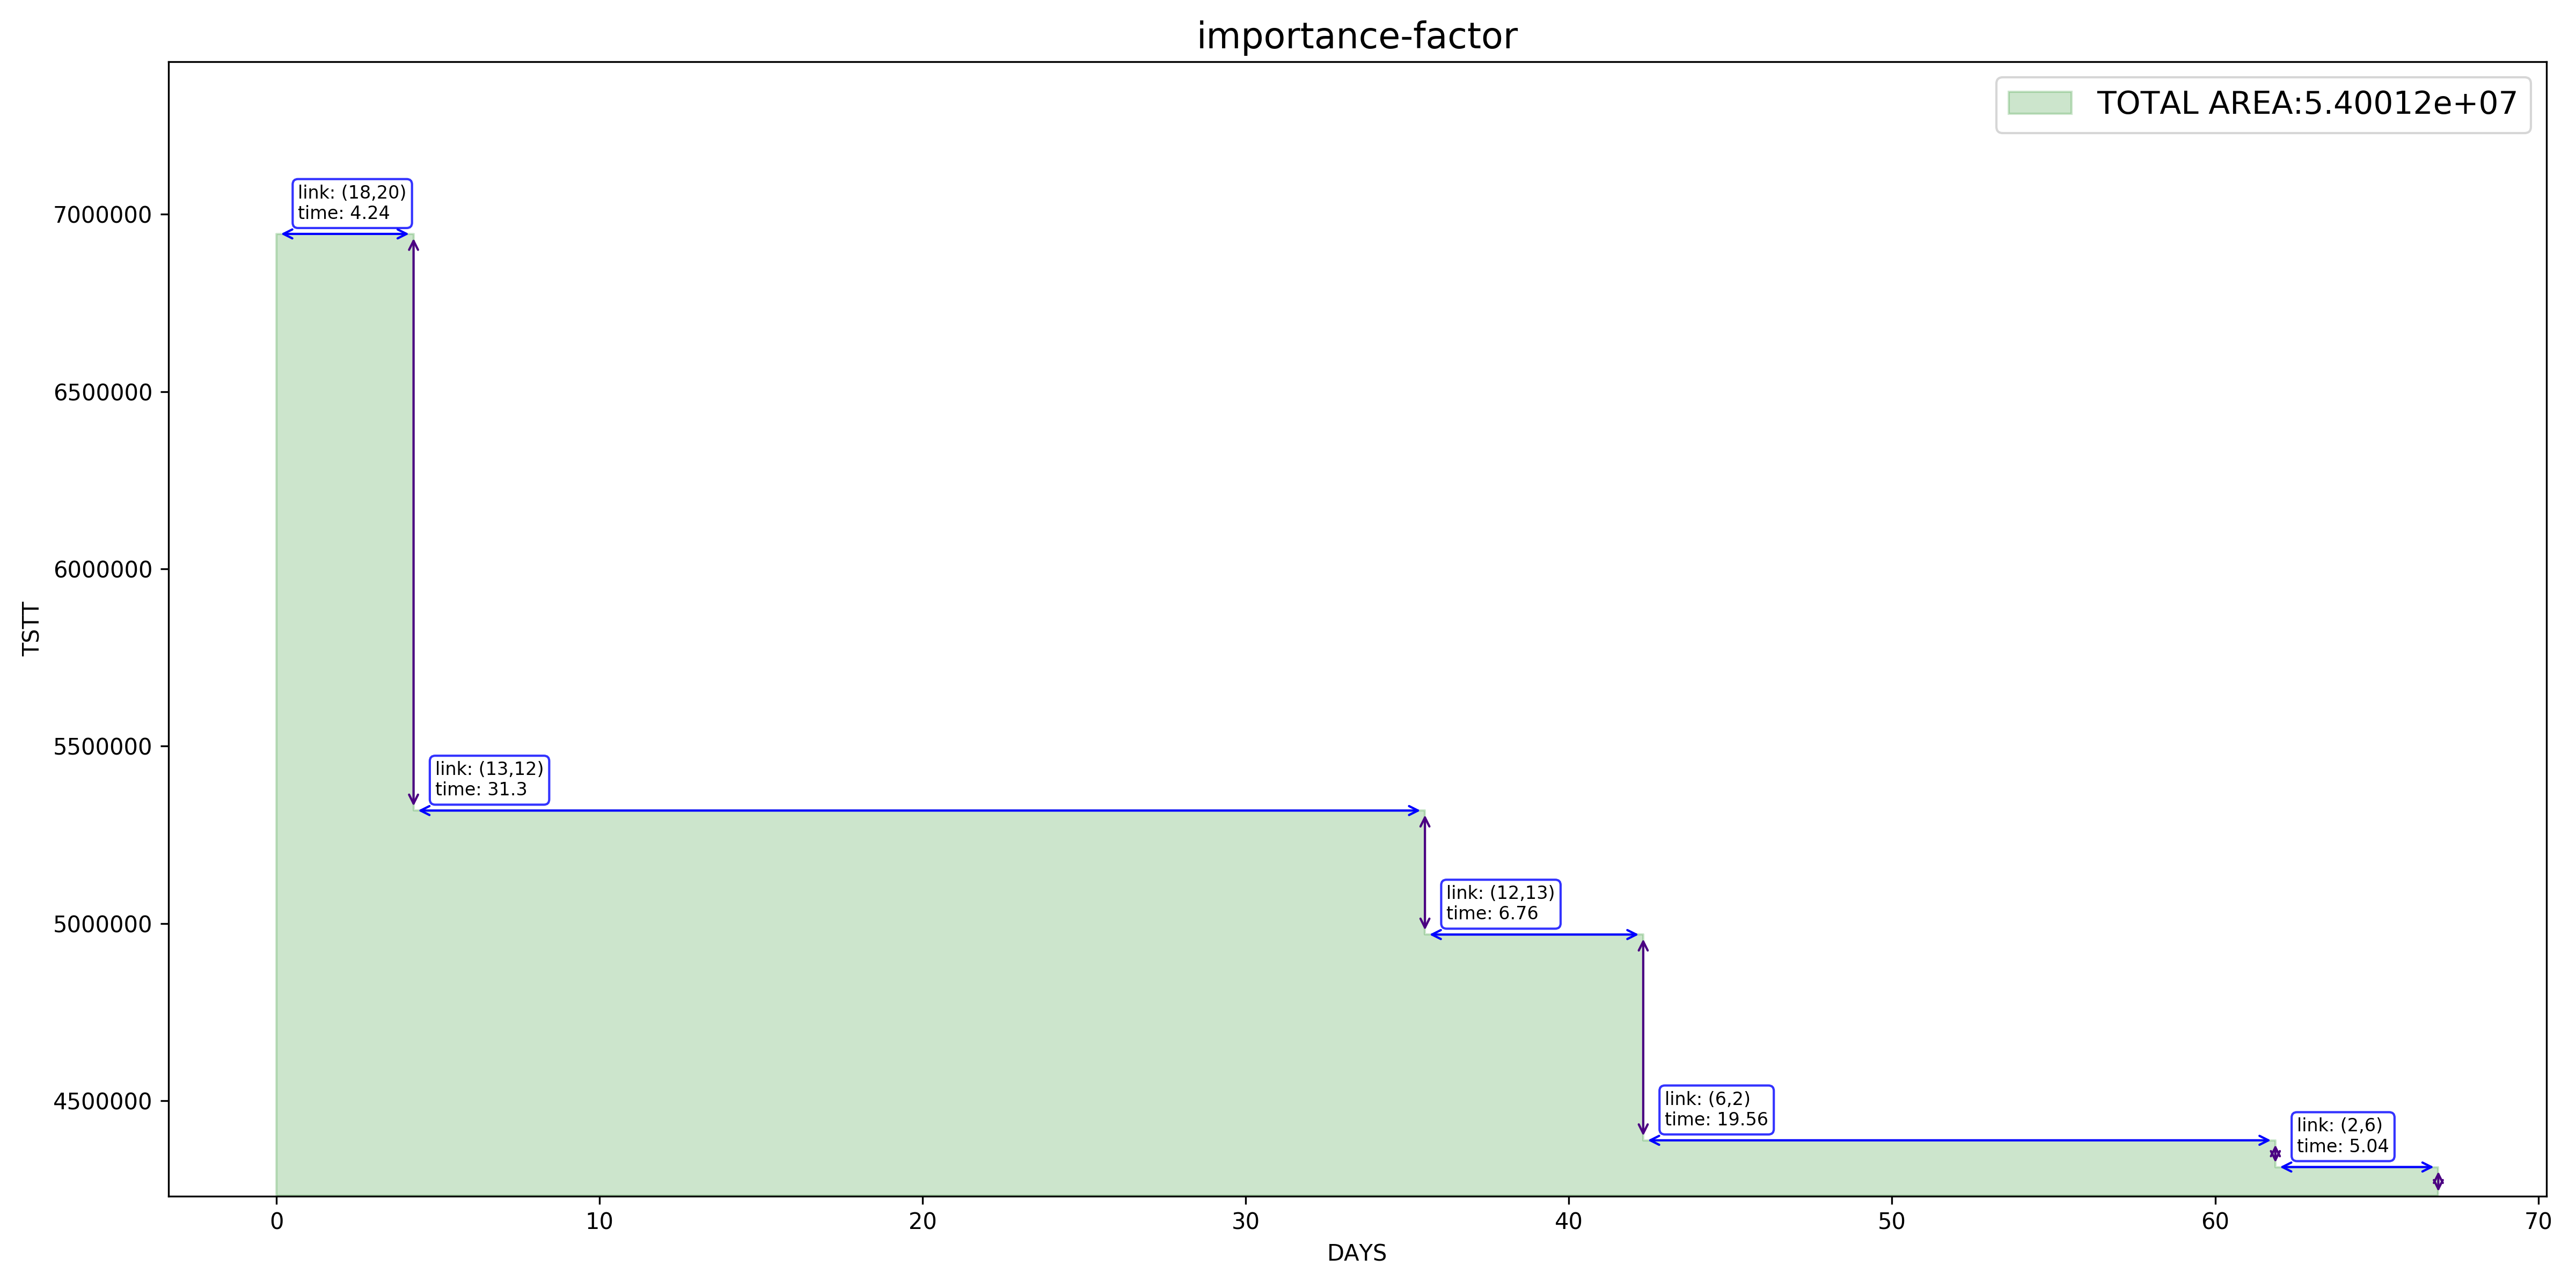 importance-factor
TOTAL AREA:5.40012e+07
link: (18,20)
time: 4.24
7000000
6500000
6000000
TSTT
5500000
link: (13,12)
time: 31.3
link: (12,13)
time: 6.76
5000000
link: (6,2)
time: 19.56
4500000
link: (2,6)
time: 5.04
0 10 20 30 40 50 60 70
DAYS